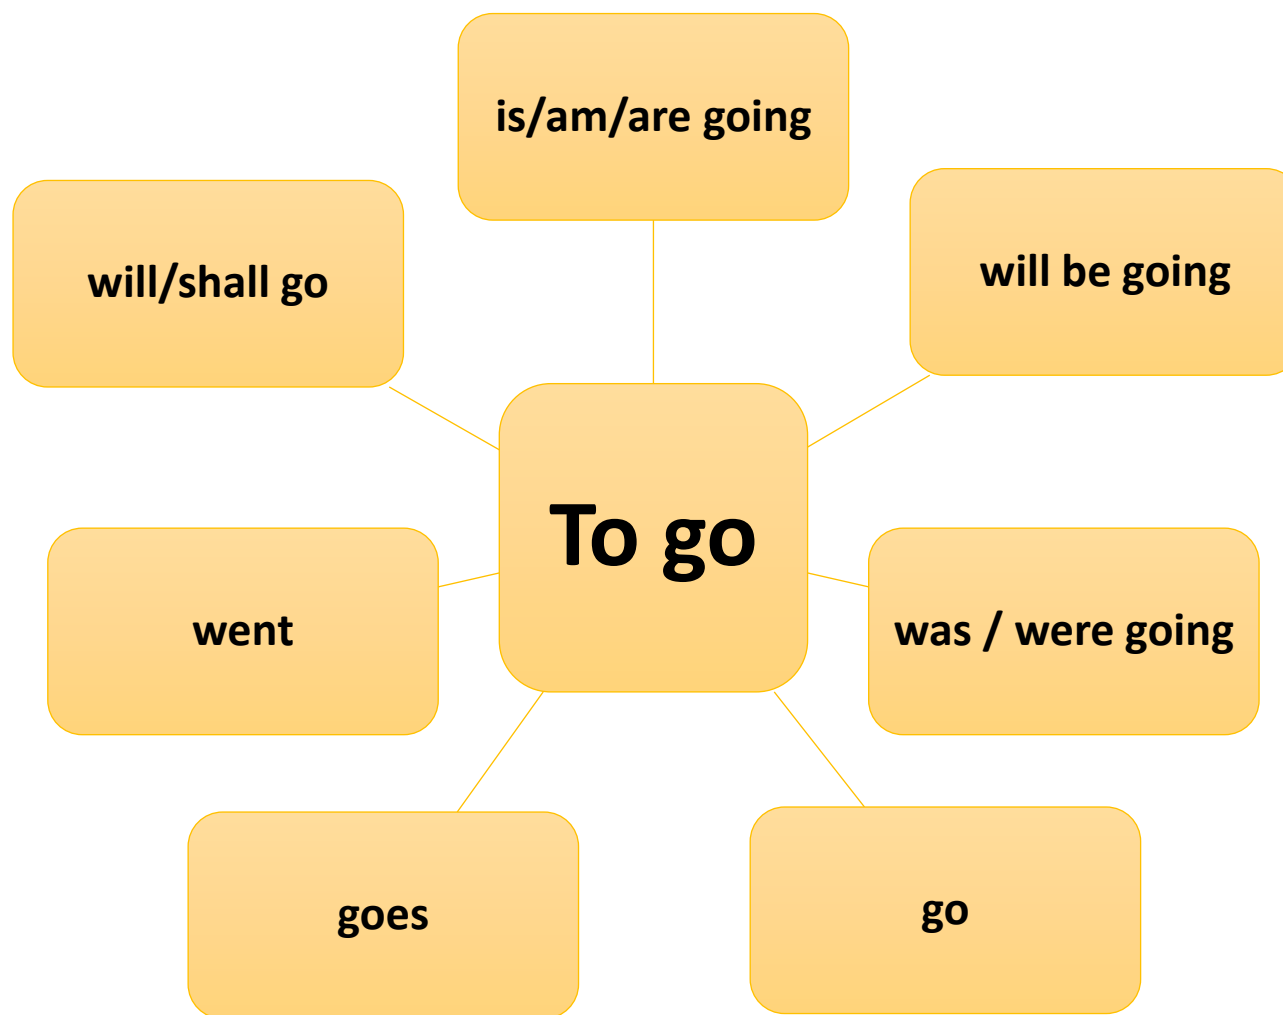 is/am/are going
will/shall go
will be going
To go
went
was / were going
goes
go